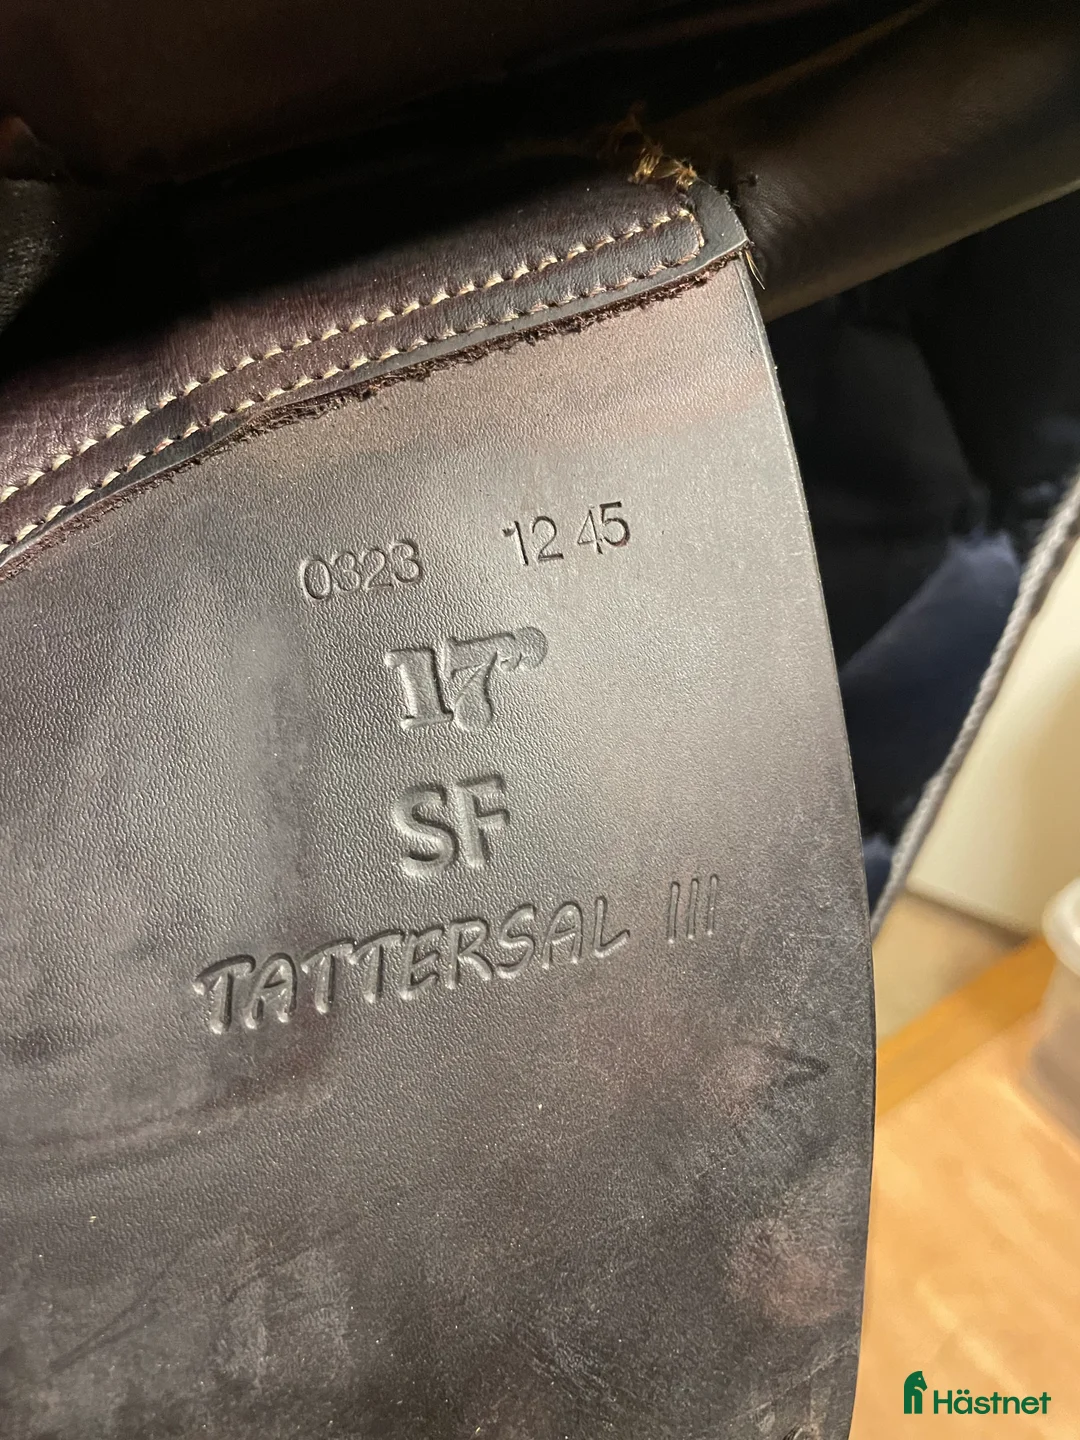 0323 12 45
17"
SF
TATTERSAL III
Hästnet